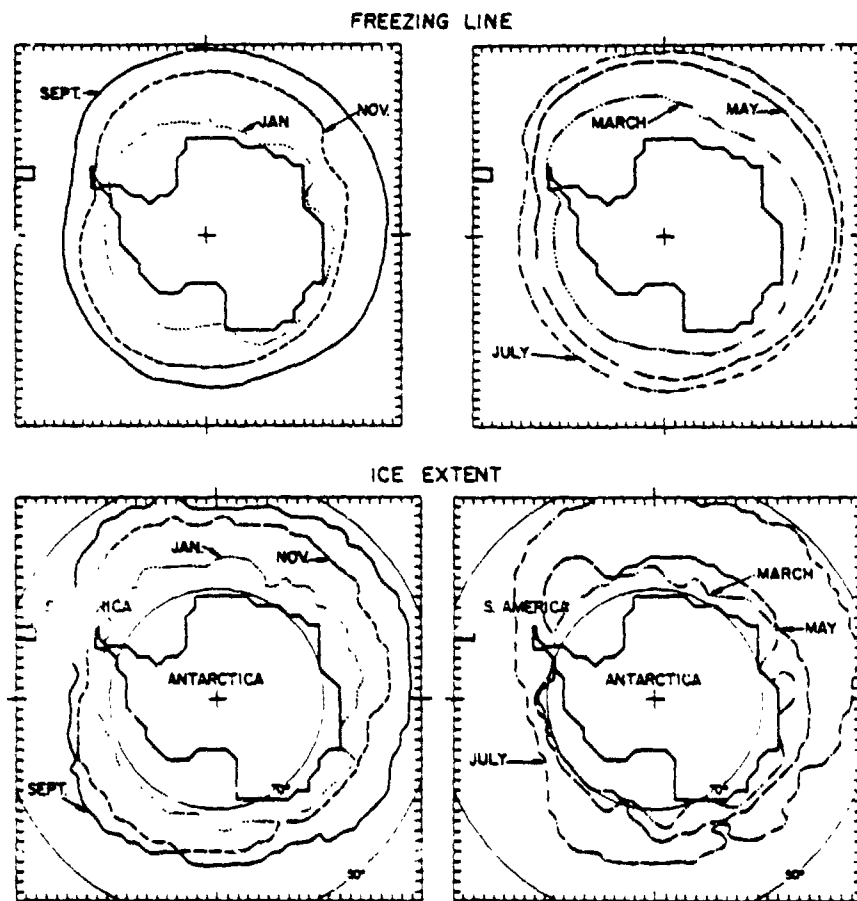 FREEZING LINE
SEPT.
NOV.
JAN
MARCH
MAY
JULY
ICE EXTENT
JAN.
NOV.
RICA
ANTARCTICA
SEPT.
70°
50°
MARCH
S. AMERICA
MAY
ANTARCTICA
JULY
70°
50°